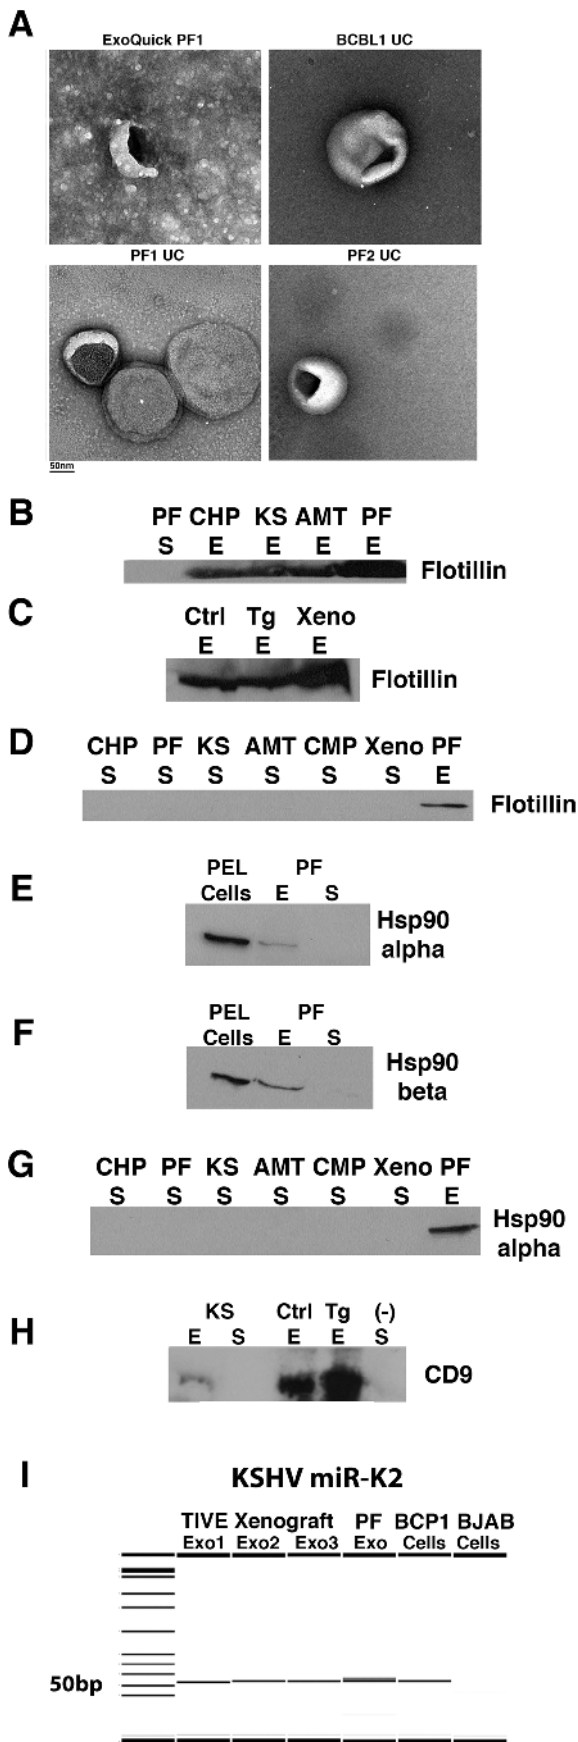 A
ExoQuick PF1
BCBL1 UC
PF1 UC
PF2 UC
50nm
B
PF CHP KS AMT PF
S E E E E
Flotillin
C
Ctrl Tg Xeno
E E E
Flotillin
D
CHP PF KS AMT CMP Xeno PF
S S S S S S E
Flotillin
E
PEL PF
Cells E S
Hsp90
alpha
F
PEL PF
Cells E S
Hsp90
beta
G
CHP PF KS AMT CMP Xeno PF
S S S S S S E
Hsp90
alpha
H
KS Ctrl Tg (-)
E S E E S
CD9
I
KSHV miR-K2
TIVE Xenograft PF BCP1 BJAB
Exo1 Exo2 Exo3 Exo Cells Cells
50bp